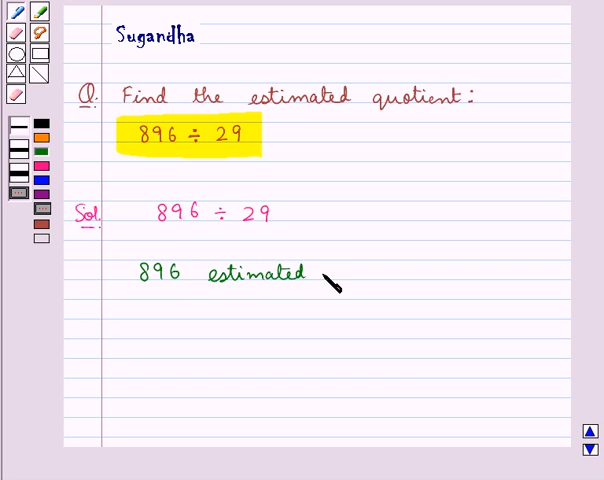 Sugandha
Q. Find the estimated quotient:
896 ÷ 29
Sol. 896 ÷ 29
896 estimated